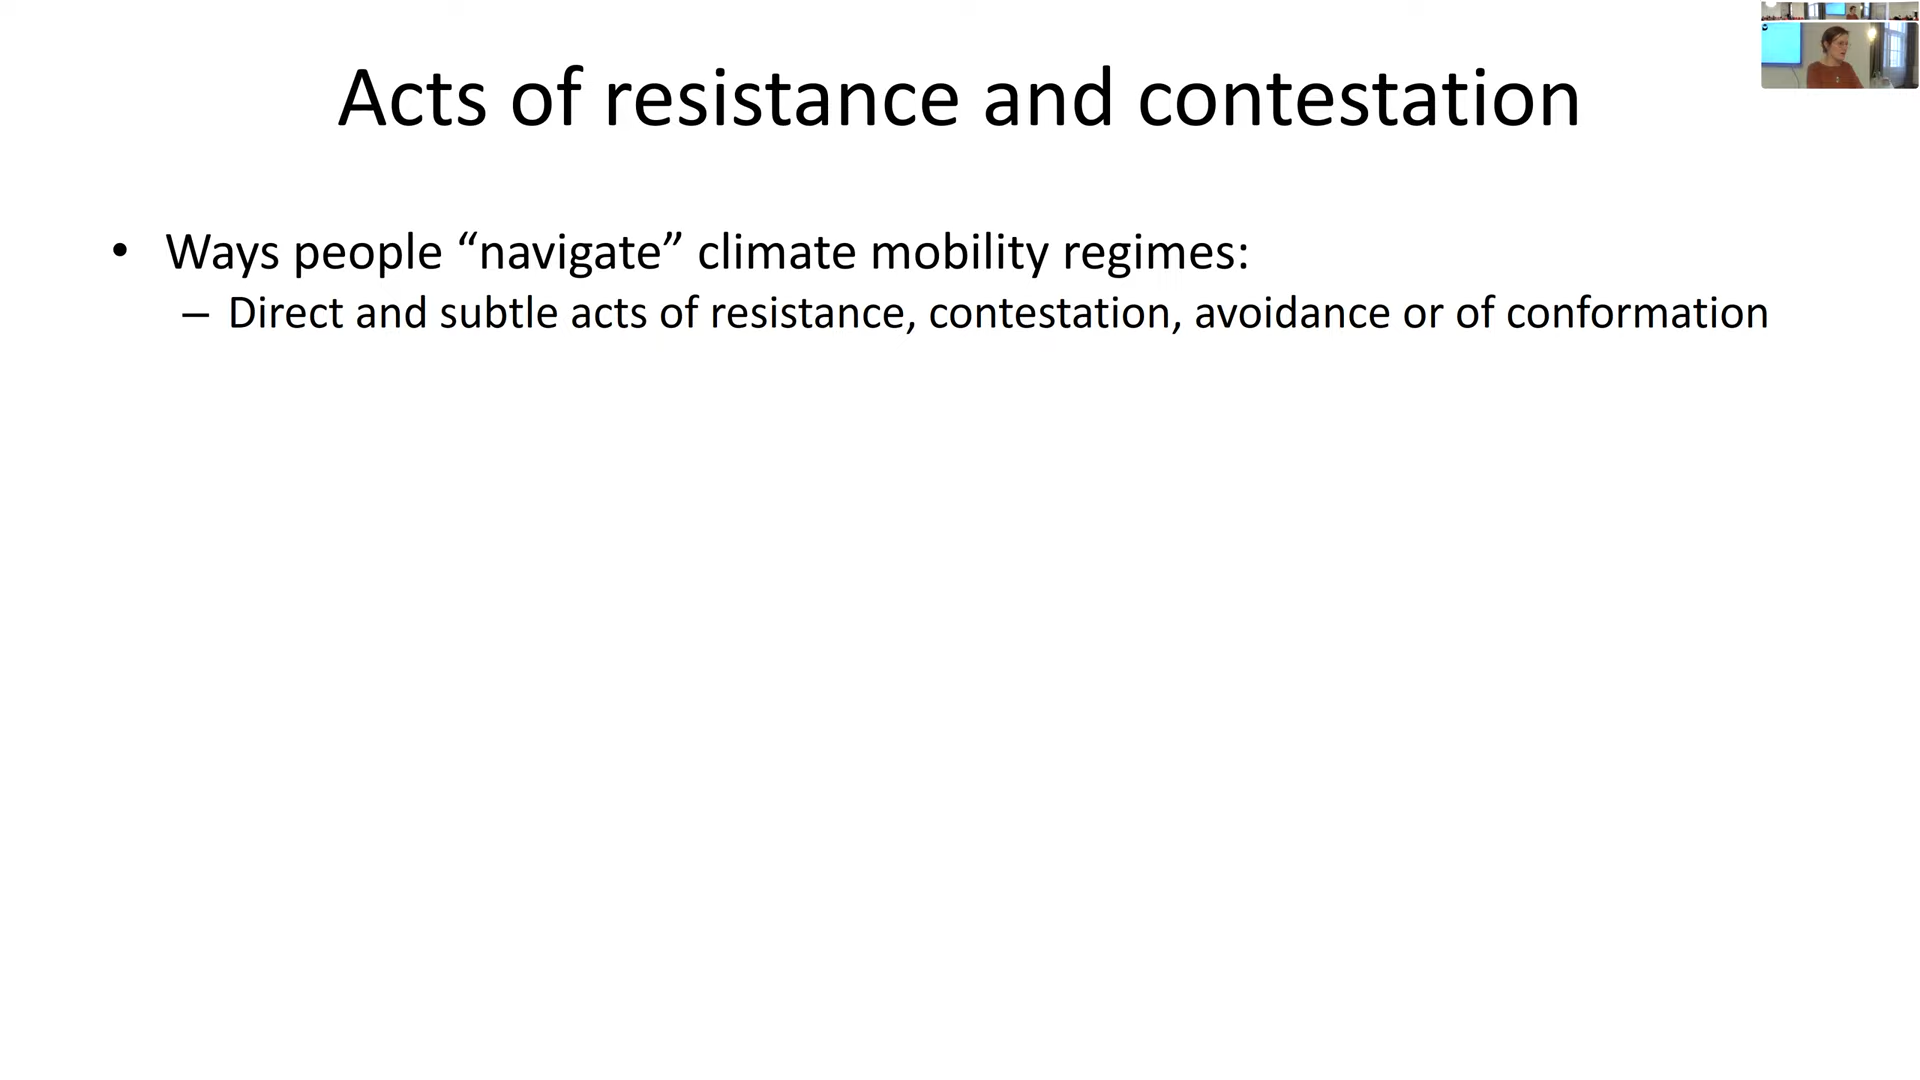 Acts of resistance and contestation
• Ways people “navigate” climate mobility regimes:
– Direct and subtle acts of resistance, contestation, avoidance or of conformation